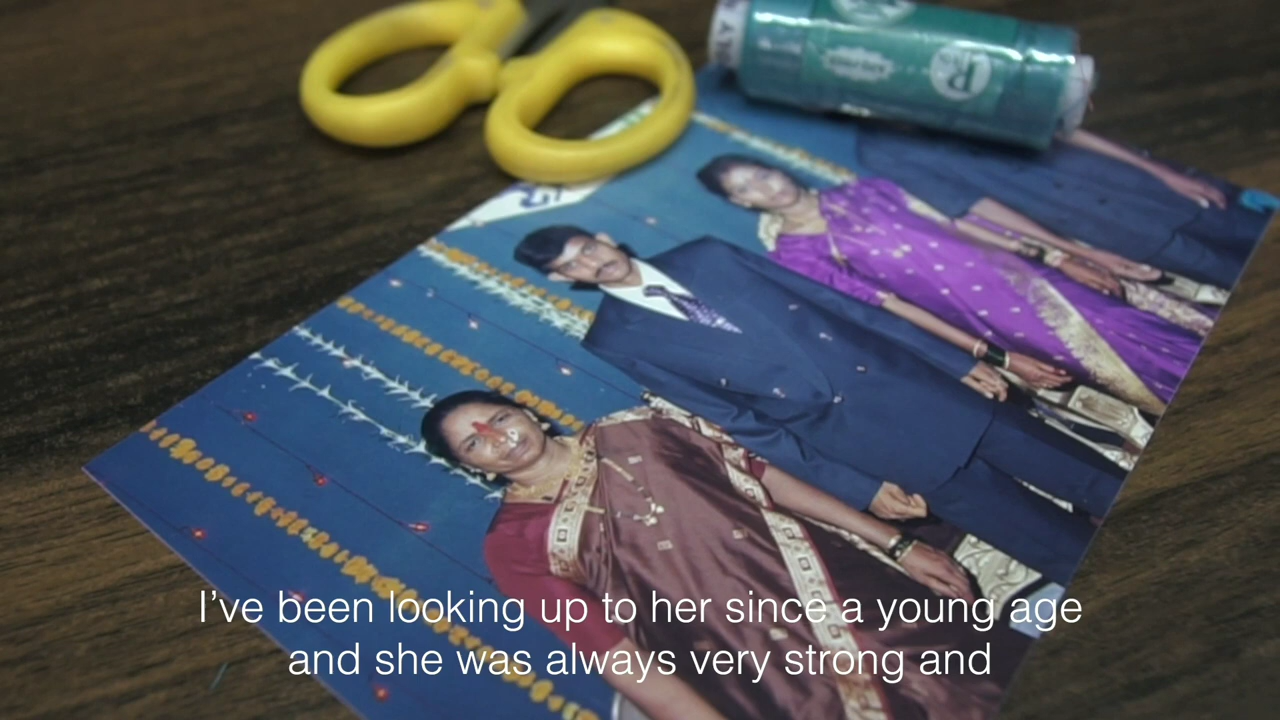 I've been looking up to her since a young age
and she was always very strong and